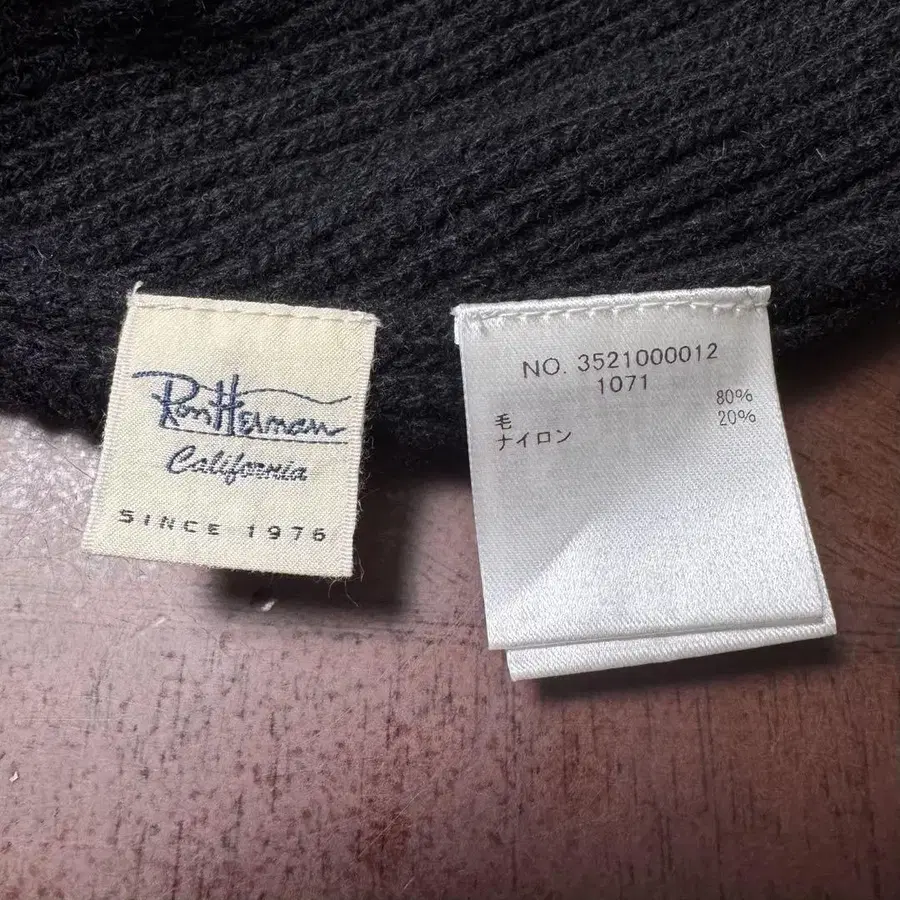 Ron Herman
California
SINCE 1976
NO. 3521000012
1071
毛 80%
ナイロン 20%